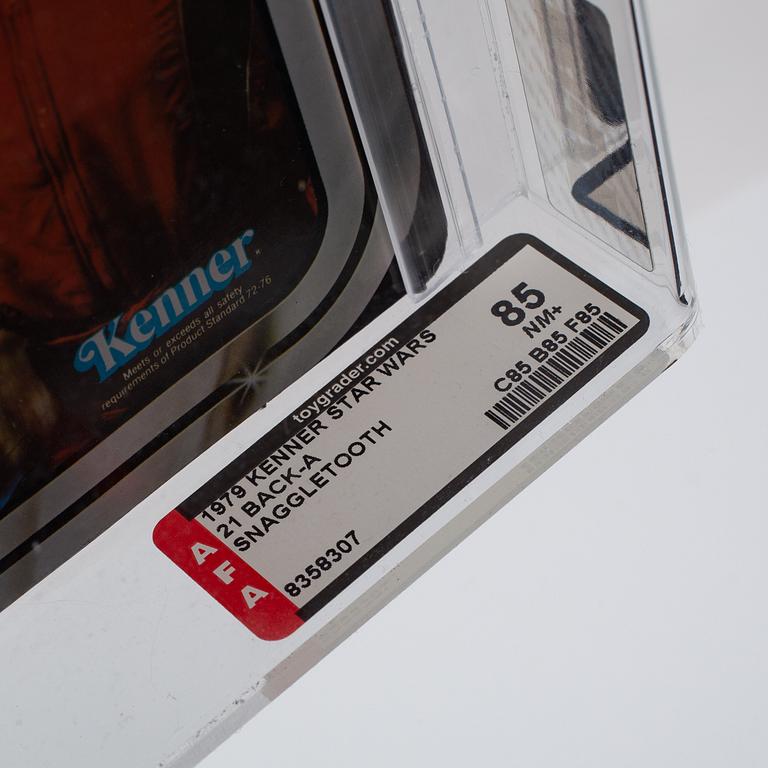 Kenner
Meets or exceeds all safety
requirements of Product Standard 72-76
toygrader.com
1979 KENNER STAR WARS
21 BACK-A
SNAGGLETOOTH
8358307
85
NM+
C85 B85 F85
AFA